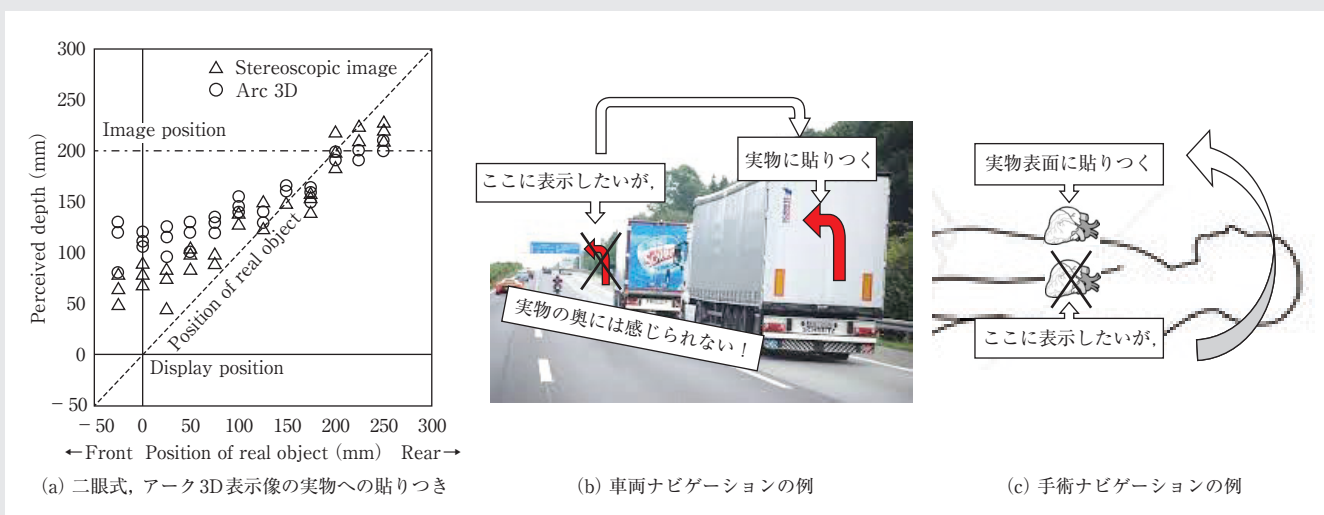 300
250
200
150
100
50
0
−50
Perceived depth (mm)
△ Stereoscopic image
○ Arc 3D
Image position
Position of real object
Display position
−50 0 50 100 150 200 250 300
←Front Position of real object (mm) Rear→
(a) 二眼式，アーク3D表示像の実物への貼りつき
ここに表示したいが，
実物に貼りつく
実物の奥には感じられない！
(b) 車両ナビゲーションの例
実物表面に貼りつく
ここに表示したいが，
(c) 手術ナビゲーションの例